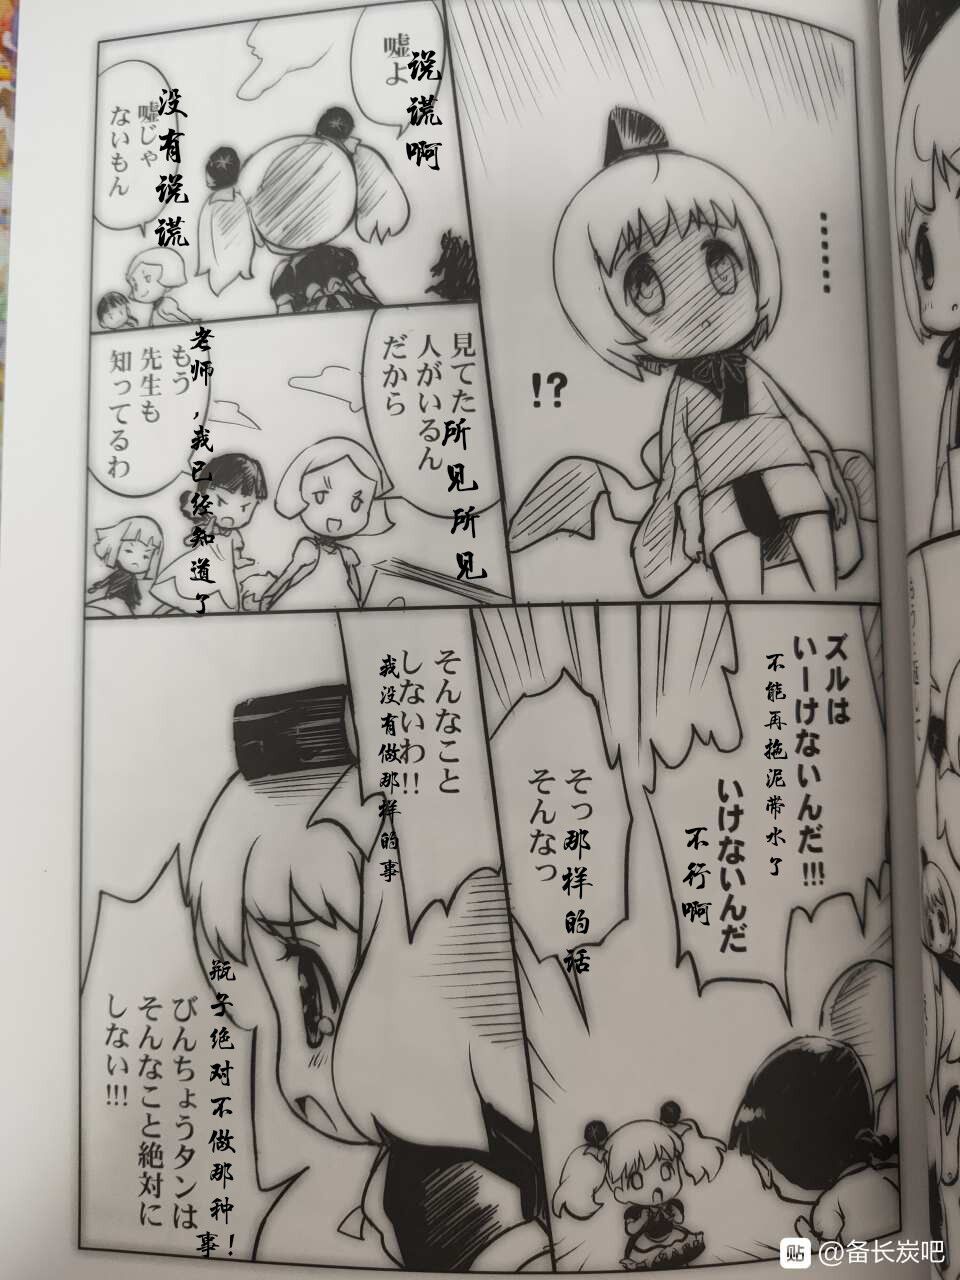 ……
!?
嘘よ
说谎啊
嘘じゃ
ないもん
没有说谎
見てた
人がいるん
だから
所见所见
もう
先生も
知ってるわ
老师,我已经知道了
ズルは
いーけないんだ!!!
不能再拖泥带水了
いけないんだ
不行啊
そっ
そんなっ
那样的话
そんなこと
しないわ!!
我没有做那样的事
びんちょうタンは
そんなこと絶対に
しない!!!
瓶子绝对不做那种事!
贴 @备长炭吧